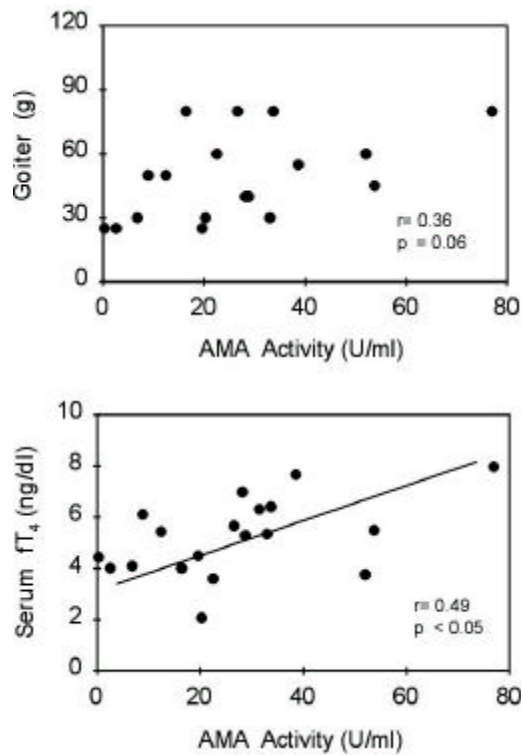 120
90
60
30
0
Goiter (g)
r= 0.36
p = 0.06
0 20 40 60 80
AMA Activity (U/ml)
10
8
6
4
2
0
Serum fT₄ (ng/dl)
r= 0.49
p < 0.05
0 20 40 60 80
AMA Activity (U/ml)